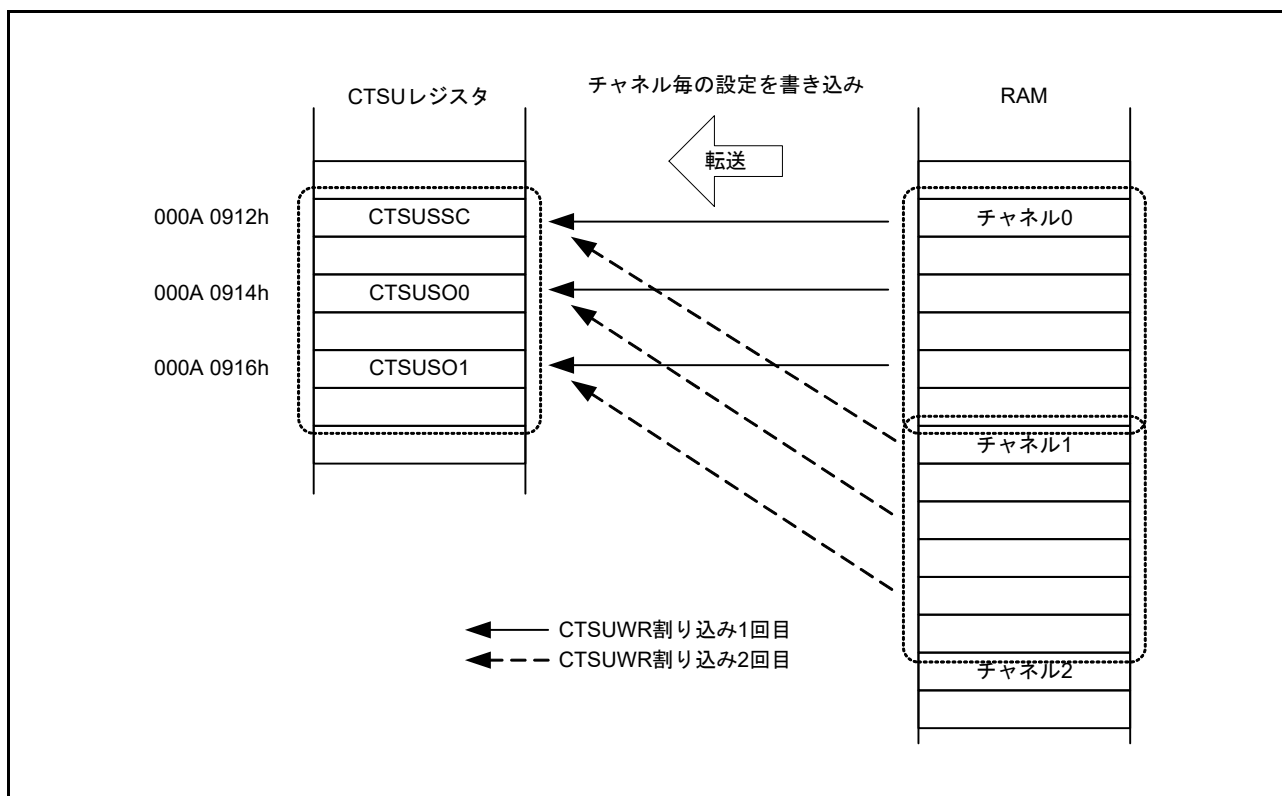 チャネル毎の設定を書き込み
CTSUレジスタ
RAM
転送
000A 0912h
CTSUSSC
チャネル0
000A 0914h
CTSUSO0
000A 0916h
CTSUSO1
チャネル1
CTSUWR割り込み1回目
CTSUWR割り込み2回目
チャネル2